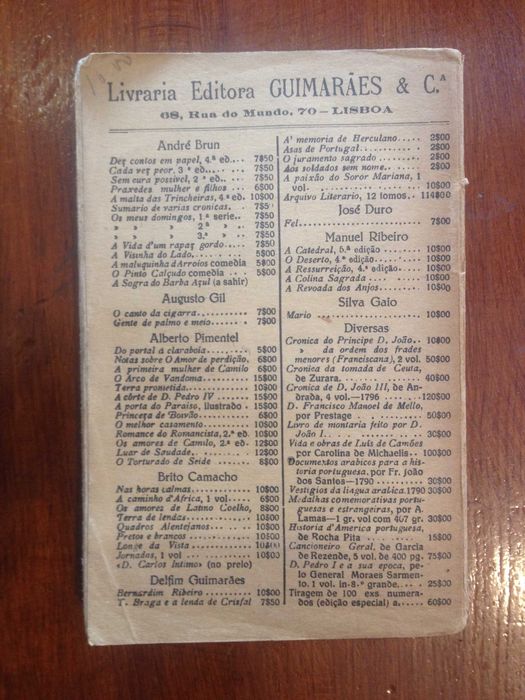 Livraria Editora GUIMARÃES & C.ª
68, Rua do Mundo, 70 — LISBOA
André Brun
Dez contos em papel, 4.ª ed... 7$50
Cada vez peor, 3.ª ed... 7$50
Sem cura possivel, 2.ª ed... 7$50
Praxedes mulher e filhos ... 6$00
A malta das Trincheiras, 4.ª ed. 10$00
Sumario de varias cronicas. 7$5
Os meus domingos, 1.ª serie.. 7$50
» » » 2.ª » . 7$50
» » » 3.ª » . 7$50
A Vida d'um rapaz gordo.... 7$50
A Visinha do Lado...... 5$00
A maluquinha d'Arroios comedia 5$00
O Pinto Calçudo comedia ... 5$00
A Sogra do Barba Azul (a sahir)
Augusto Gil
O canto da cigarra........ 7$00
Gente de palmo e meio..... 7$00
Alberto Pimentel
Do portal á claraboia ...... 5$00
Notas sobre O Amor de perdição, 6$00
A primeira mulher de Camilo 6$00
O Arco de Vandoma....... 15$00
Terra prometida.......... 10$00
A côrte de D. Pedro IV ..... 15$00
A porta do Paraiso, ilustrado . 15$00
Princeza de Boivão....... 6$00
O melhor casamento....... 10$00
Romance do Romancista, 2.ª ed. 10$00
Os amores de Camilo, 2.ª ed. . 12$00
Luar de Saudade.......... 12$00
O Torturado de Seide ...... 8$00
Brito Camacho
Nas horas calmas......... 10$00
A caminho d'Africa, 1 vol.... 6$00
Os amores de Latino Coelho, 8$00
Terra de lendas......... 10$00
Quadros Alentejanos...... 10$00
Pretos e brancos........ 10$00
Longe da Vista ......... 10$00
Jornadas, 1 vol ......... 10$00
«D. Carlos Intimo» (no prelo)
Delfim Guimarães
Bernardim Ribeiro ........ 10$00
T. Braga e a lenda de Crisfal 7$50
A' memoria de Herculano..... 2$00
Asas de Portugal.......... 2$00
O juramento sagrado ....... 2$00
Aos soldados sem nome...... 2$00
A paixão do Soror Mariana, 1
vol.................. 10$00
Arquivo Literario, 12 tomos.. 114$00
José Duro
Fel.................. 7$00
Manuel Ribeiro
A Catedral, 5.ª edição ..... 10$00
O Deserto, 4.ª edição...... 10$00
A Ressurreição, 4.ª edição.. 10$00
A Colina Sagrada ........ 10$00
A Revoada dos Anjos...... 10$00
Silva Gaio
Mario ................ 10$00
Diversas
Cronica do Principe D. João.. 10$00
» da ordem dos frades
menores (Franciscana), 2 vol. 50$00
Cronica da tomada de Ceuta,
de Zurara............ 40$00
Cronica de D. João III, de An-
drada, 4 vol.—1796 ...... 120$00
D. Francisco Manoel de Mello,
por Prestage ........... 50$00
Livro de montaria feito por D.
João I............... 30$00
Vida e obras de Luís de Camões
por Carolina de Michaelis.. 100$00
Documentos arabicos para a his-
toria portugueza, por Fr. João
dos Santos—1790 ....... 30$00
Vestigios da lingua arabica. 1790 30$00
Medalhas comemorativas portu-
guesas e estrangeiras, por A.
Lamas—1 gr. vol com 467 gr. 30$00
Historia d'America portuguesa,
de Rocha Pita .......... 15$00
Cancioneiro Geral, de Garcia
de Rezende, 5 vol. de 400 pg. 75$00
D. Pedro I e a sua epoca, pe-
lo General Moraes Sarmen-
to, 1 vol. in-8.º grande.... 25$00
Tiragem de 100 exs. numera-
dos (edição especial) a..... 60$00